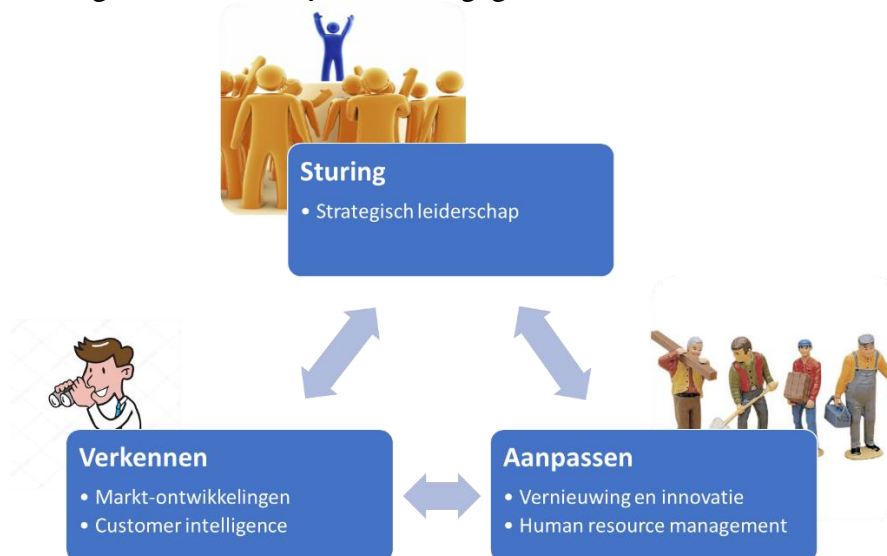 Sturing
• Strategisch leiderschap
Verkennen
• Markt-ontwikkelingen
• Customer intelligence
Aanpassen
• Vernieuwing en innovatie
• Human resource management